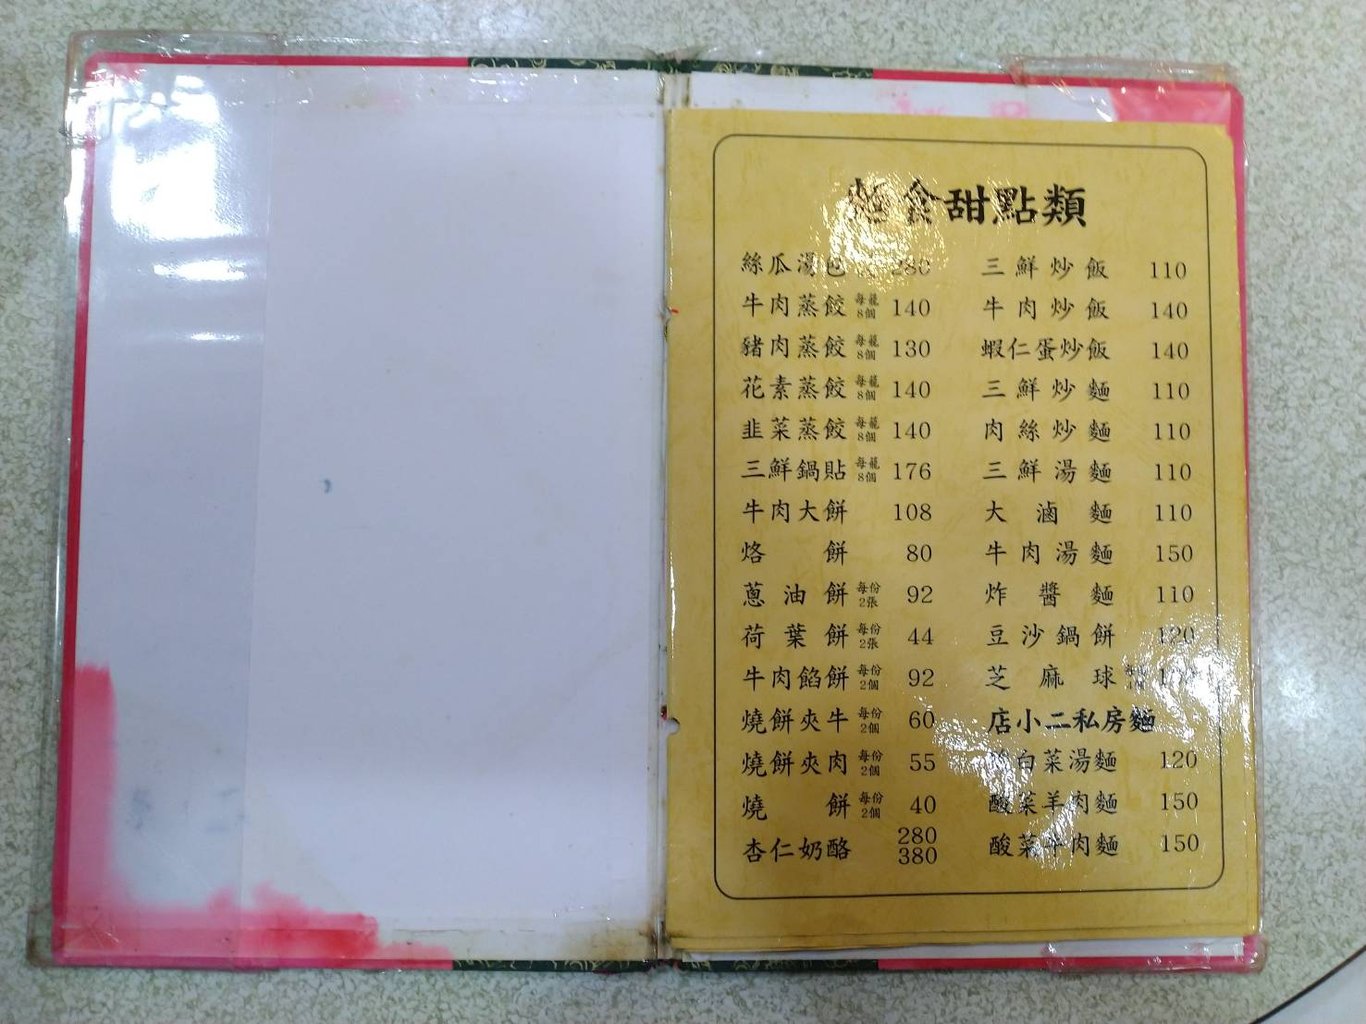 麵食甜點類
絲瓜湯包 280
牛肉蒸餃 每籠8個 140
豬肉蒸餃 每籠8個 130
花素蒸餃 每籠8個 140
韭菜蒸餃 每籠8個 140
三鮮鍋貼 每籠8個 176
牛肉大餅 108
烙餅 80
蔥油餅 每份2張 92
荷葉餅 每份2張 44
牛肉餡餅 每份2個 92
燒餅夾牛 每份2個 60
燒餅夾肉 每份2個 55
燒餅 每份2個 40
杏仁奶酪 280 380
三鮮炒飯 110
牛肉炒飯 140
蝦仁蛋炒飯 140
三鮮炒麵 110
肉絲炒麵 110
三鮮湯麵 110
大滷麵 110
牛肉湯麵 150
炸醬麵 110
豆沙鍋餅 120
芝麻球
店小二私房麵
白菜湯麵 120
酸菜羊肉麵 150
酸菜牛肉麵 150